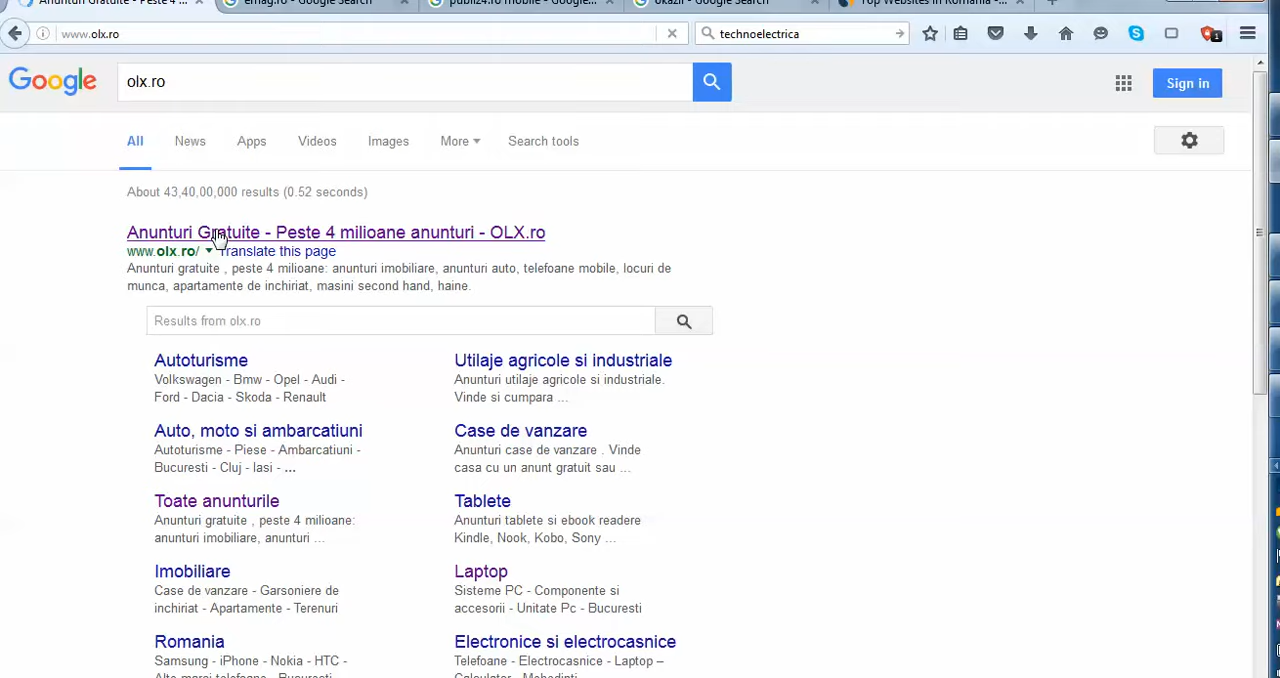 Anunturi Gratuite - Peste 4 ...
emag.ro - Google Search
publi24.ro mobile - Google...
okazii - Google Search
Top Websites in Romania -...
www.olx.ro
technoelectrica
1
Google
olx.ro
Sign in
All News Apps Videos Images More Search tools
About 43,40,00,000 results (0.52 seconds)
Anunturi Gratuite - Peste 4 milioane anunturi - OLX.ro
www.olx.ro/ Translate this page
Anunturi gratuite , peste 4 milioane: anunturi imobiliare, anunturi auto, telefoane mobile, locuri de
munca, apartamente de inchiriat, masini second hand, haine.
Results from olx.ro
Autoturisme
Volkswagen - Bmw - Opel - Audi -
Ford - Dacia - Skoda - Renault
Utilaje agricole si industriale
Anunturi utilaje agricole si industriale.
Vinde si cumpara ...
Auto, moto si ambarcatiuni
Autoturisme - Piese - Ambarcatiuni -
Bucuresti - Cluj - Iasi - ...
Case de vanzare
Anunturi case de vanzare . Vinde
casa cu un anunt gratuit sau ...
Toate anunturile
Anunturi gratuite , peste 4 milioane:
anunturi imobiliare, anunturi ...
Tablete
Anunturi tablete si ebook readere
Kindle, Nook, Kobo, Sony ...
Imobiliare
Case de vanzare - Garsoniere de
inchiriat - Apartamente - Terenuri
Laptop
Sisteme PC - Componente si
accesorii - Unitate Pc - Bucuresti
Romania
Samsung - iPhone - Nokia - HTC -
Alte marci telefoane - Bucuresti
Electronice si electrocasnice
Telefoane - Electrocasnice - Laptop –
Calculator - Mehedinti